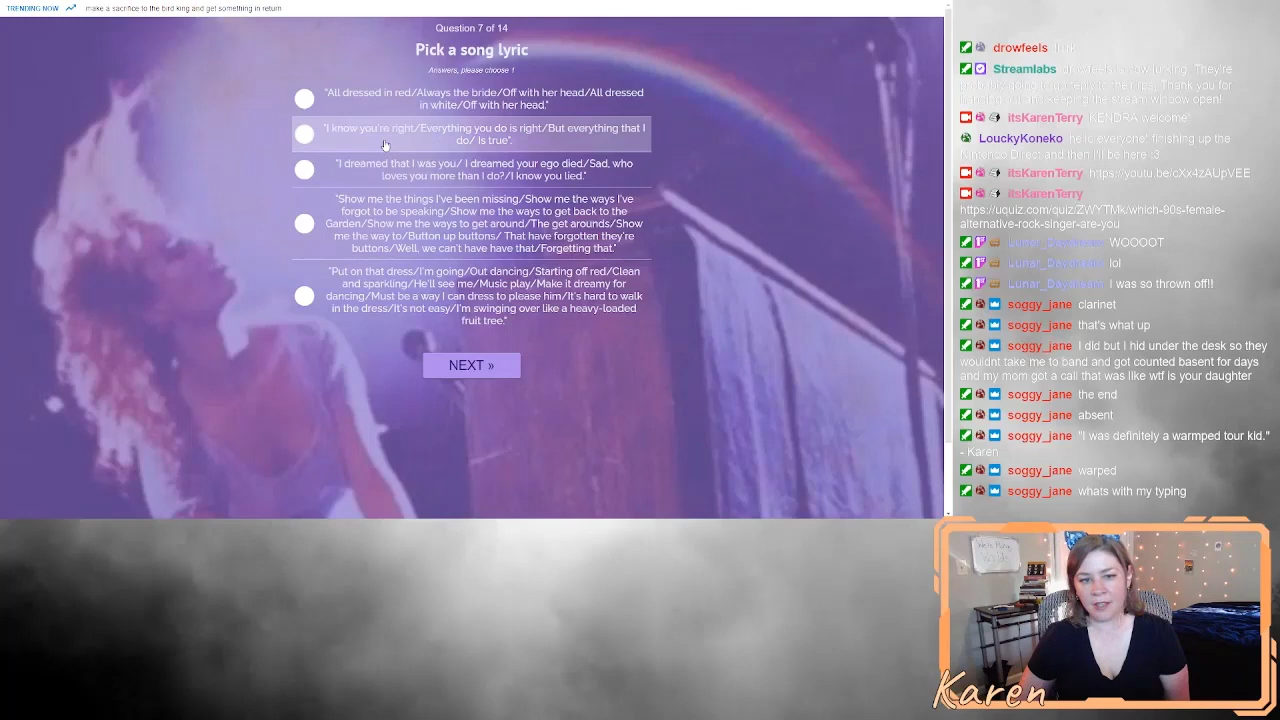 TRENDING NOW make a sacrifice to the bird king and get something in return
Question 7 of 14
Pick a song lyric
Answers, please choose 1
"All dressed in red/Always the bride/Off with her head/All dressed
in white/Off with her head."
"I know you're right/Everything you do is right/But everything that I
do/ Is true".
"I dreamed that I was you/ I dreamed your ego died/Sad, who
loves you more than I do?/I know you lied."
"Show me the things I've been missing/Show me the ways I've
forgot to be speaking/Show me the ways to get back to the
Garden/Show me the ways to get around/The get arounds/Show
me the way to/Button up buttons/ That have forgotten they're
buttons/Well, we can't have have that/Forgetting that."
"Put on that dress/I'm going/Out dancing/Starting off red/Clean
and sparkling/He'll see me/Music play/Make it dreamy for
dancing/Must be a way I can dress to please him/It's hard to walk
in the dress/It's not easy/I'm swinging over like a heavy-loaded
fruit tree."
NEXT »
drowfeels
Streamlabs
itsKarenTerry KENDRA welcome*
LouckyKoneko
itsKarenTerry https://youtu.be/cXx4zAUpVEE
itsKarenTerry
https://uquiz.com/quiz/ZWYTMk/which-90s-female-
alternative-rock-singer-are-you
Lunar_Daydream WOOOOT
Lunar_Daydream lol
Lunar_Daydream I was so thrown off!!
soggy_jane clarinet
soggy_jane that's what up
soggy_jane I did but I hid under the desk so they
wouldnt take me to band and got counted basent for days
and my mom got a call that was like wtf is your daughter
soggy_jane the end
soggy_jane absent
soggy_jane "I was definitely a warmped tour kid."
- Karen
soggy_jane warped
soggy_jane whats with my typing
Karen